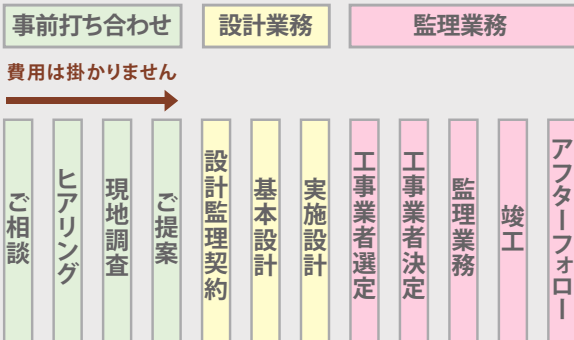 事前打ち合わせ
設計業務
監理業務
費用は掛かりません
ご相談
ヒアリング
現地調査
ご提案
設計監理契約
基本設計
実施設計
工事業者選定
工事業者決定
監理業務
竣工
アフターフォロー